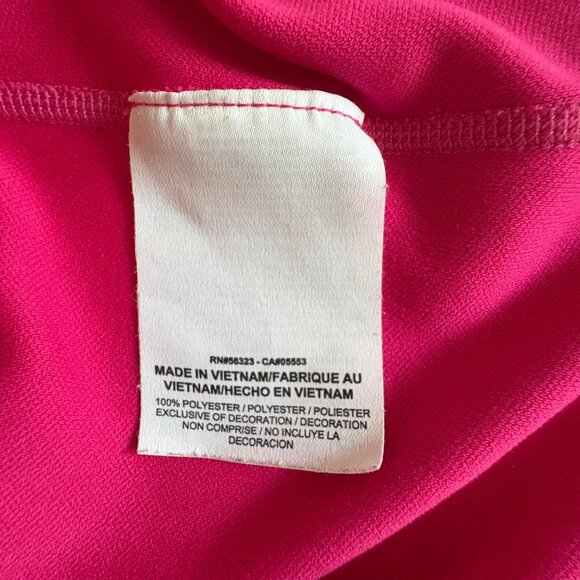 RN#56323 - CA#05553
MADE IN VIETNAM/FABRIQUE AU
VIETNAM/HECHO EN VIETNAM
100% POLYESTER / POLYESTER / POLIESTER
EXCLUSIVE OF DECORATION / DECORATION
NON COMPRISE / NO INCLUYE LA
DECORACION